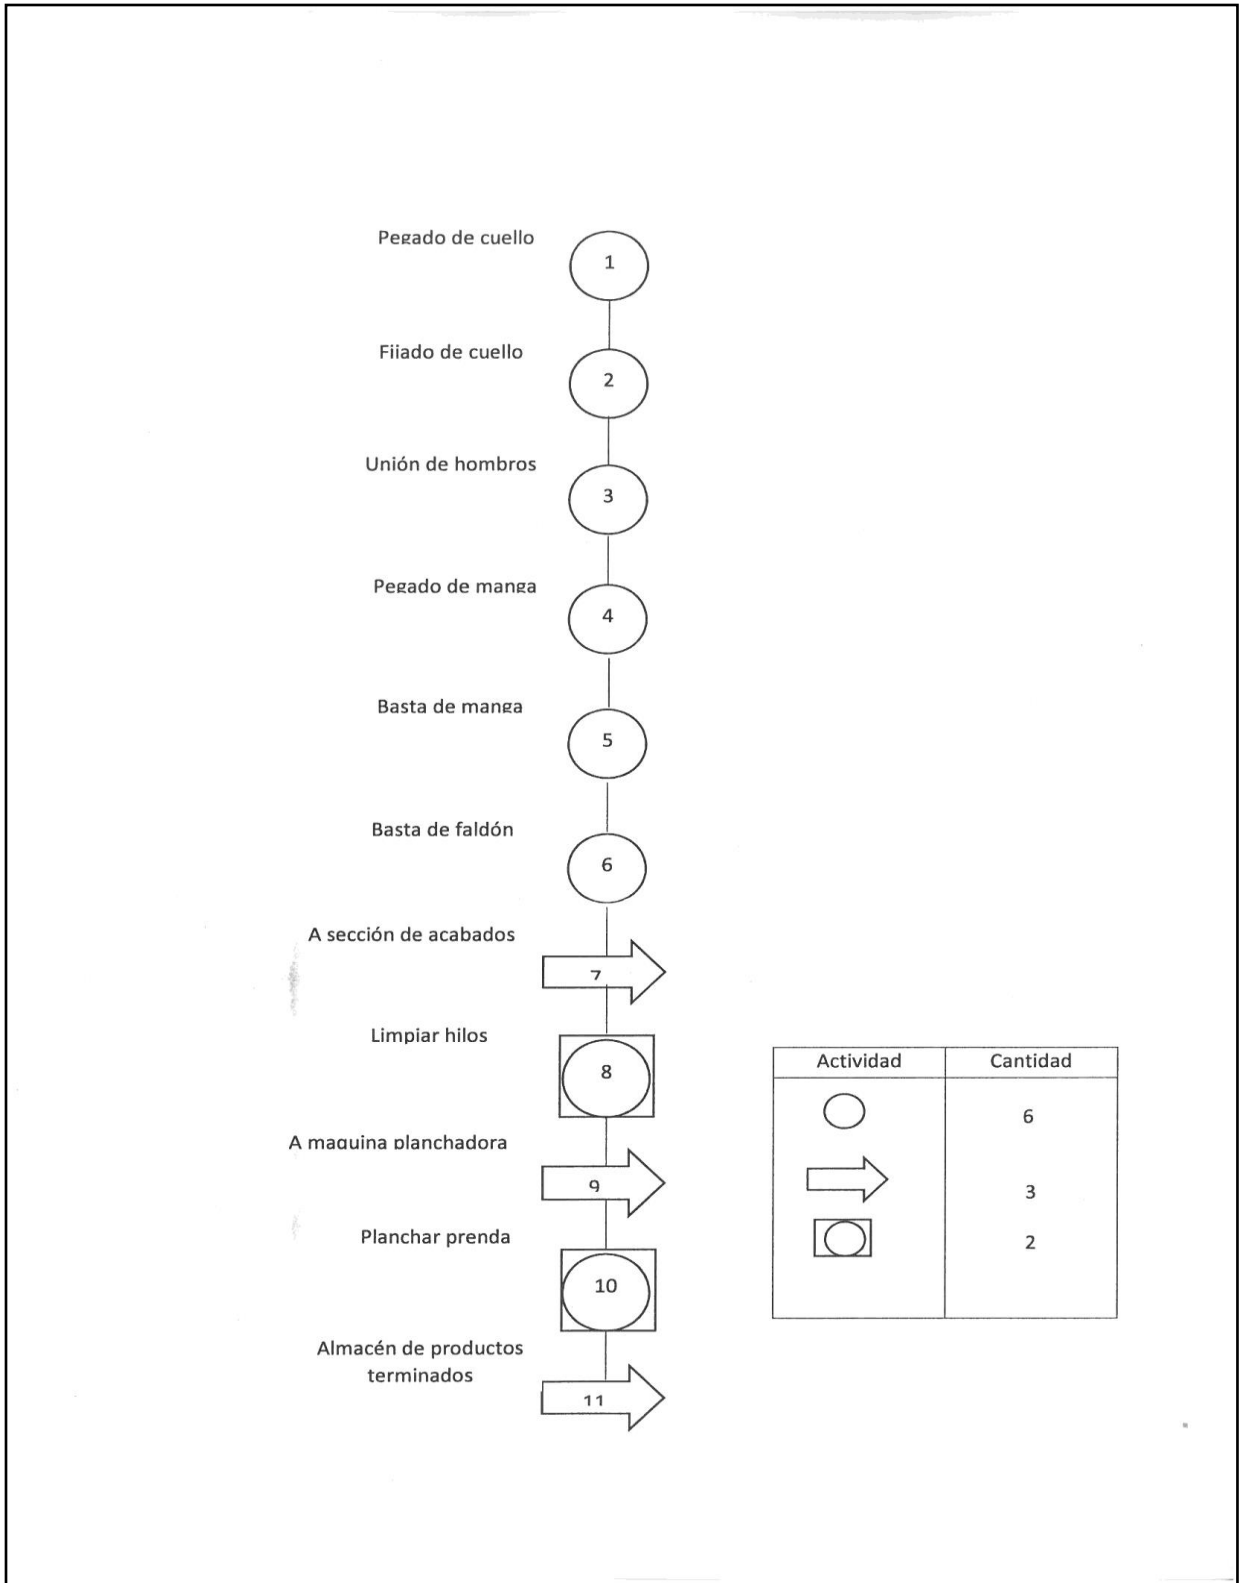 Pegado de cuello
1
Fijado de cuello
2
Unión de hombros
3
Pegado de manga
4
Basta de manga
5
Basta de faldón
6
A sección de acabados
7
Limpiar hilos
8
A maquina planchadora
9
Planchar prenda
10
Almacén de productos
terminados
11
Actividad Cantidad
6
3
2